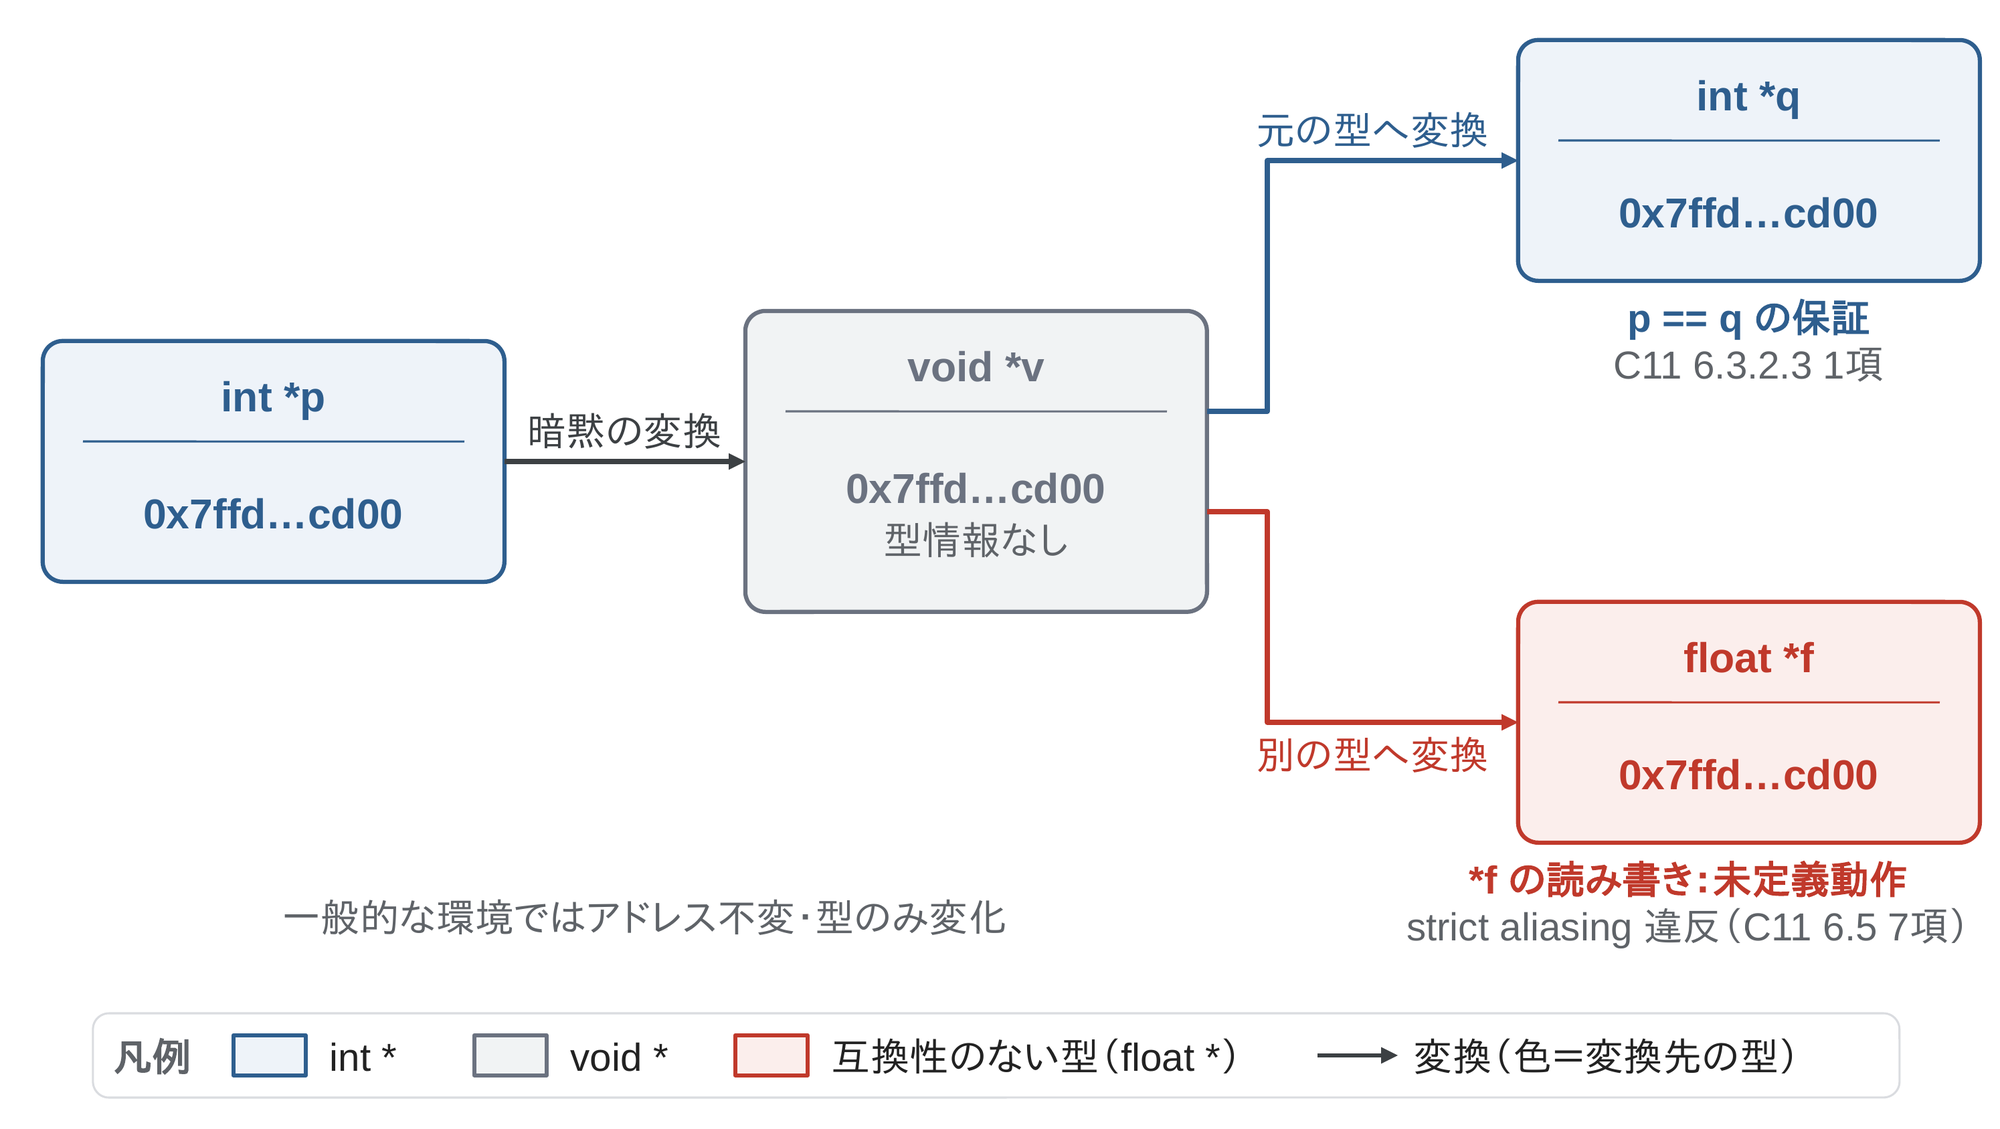 int *p
0x7ffd…cd00
暗黙の変換
void *v
0x7ffd…cd00
型情報なし
元の型へ変換
int *q
0x7ffd…cd00
p == q の保証
C11 6.3.2.3 1項
別の型へ変換
float *f
0x7ffd…cd00
*f の読み書き：未定義動作
strict aliasing 違反（C11 6.5 7項）
一般的な環境ではアドレス不変・型のみ変化
凡例 int * void * 互換性のない型（float *） 変換（色＝変換先の型）